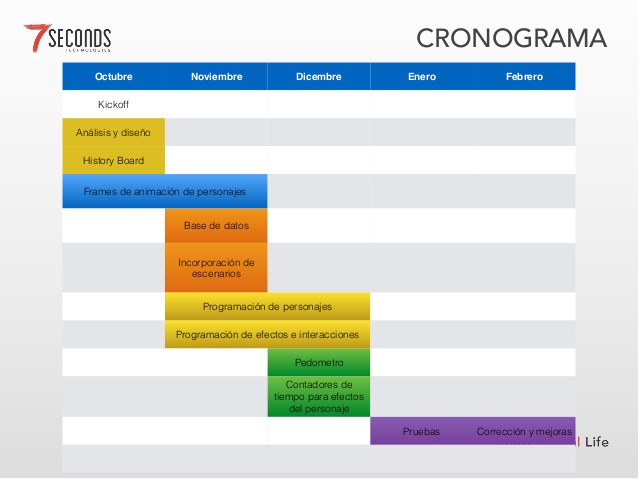 7SECONDS
TECHNOLOGIES
CRONOGRAMA
Octubre Noviembre Dicembre Enero Febrero
Kickoff
Análisis y diseño
History Board
Frames de animación de personajes
Base de datos
Incorporación de
escenarios
Programación de personajes
Programación de efectos e interacciones
Pedometro
Contadores de
tiempo para efectos
del personaje
Pruebas Corrección y mejoras
Life